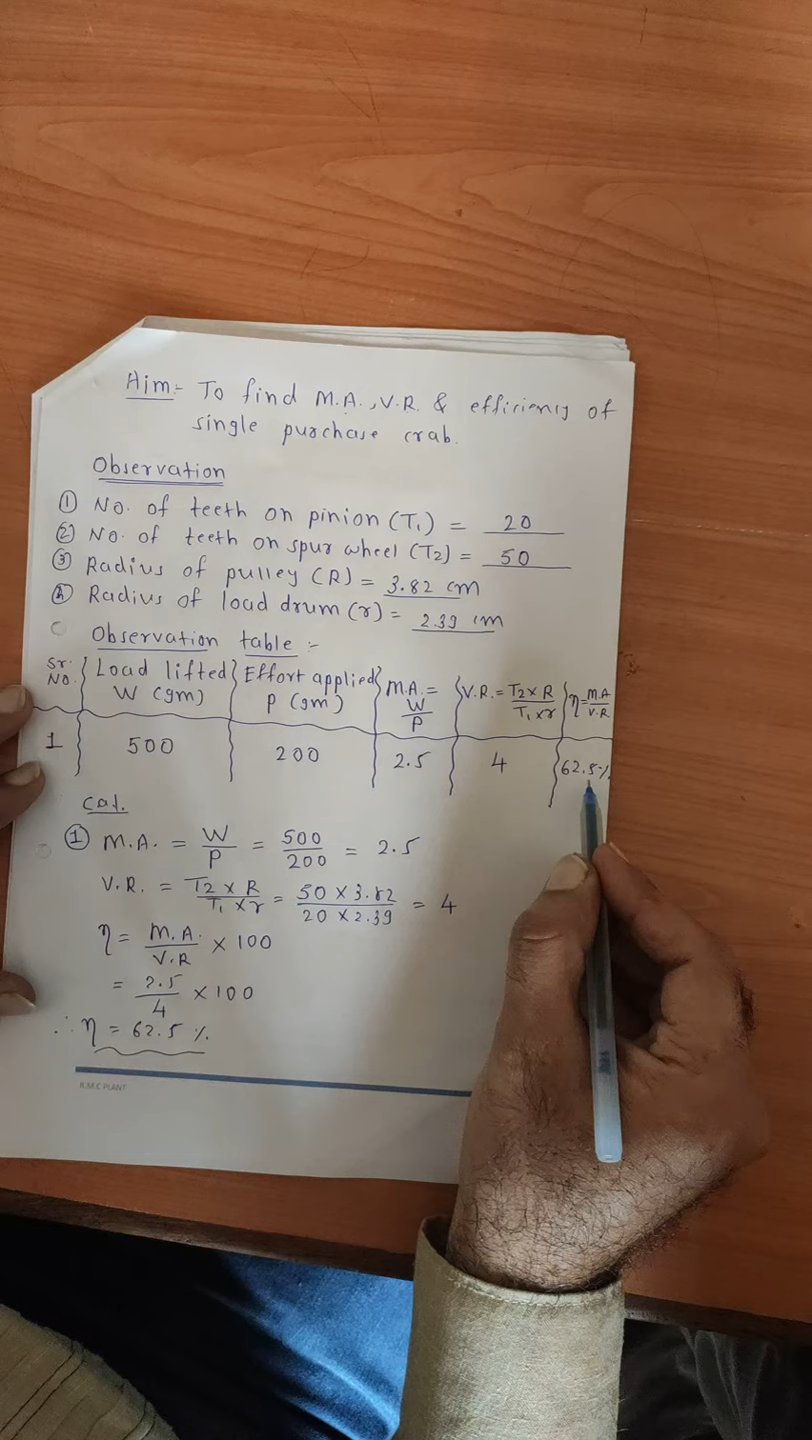 Aim:- To find M.A., V.R. & efficiency of
single purchase crab.
Observation
① No. of teeth on pinion (T₁) = 20
② No. of teeth on spur wheel (T2) = 50
③ Radius of pulley (R) = 3.82 cm
④ Radius of load drum (r) = 2.39 cm
Observation table :-
Sr. No. Load lifted W (gm) Effort applied P (gm) M.A. = W/P V.R. = T2 x R / T₁ x r η = M.A / V.R
1 500 200 2.5 4 62.5 %
Cal.
① M.A. = W/P = 500/200 = 2.5
V.R. = T2 x R / T₁ x r = 50 x 3.82 / 20 x 2.39 = 4
η = M.A. / V.R x 100
= 2.5/4 x 100
∴ η = 62.5 %
R.M.C PLANT